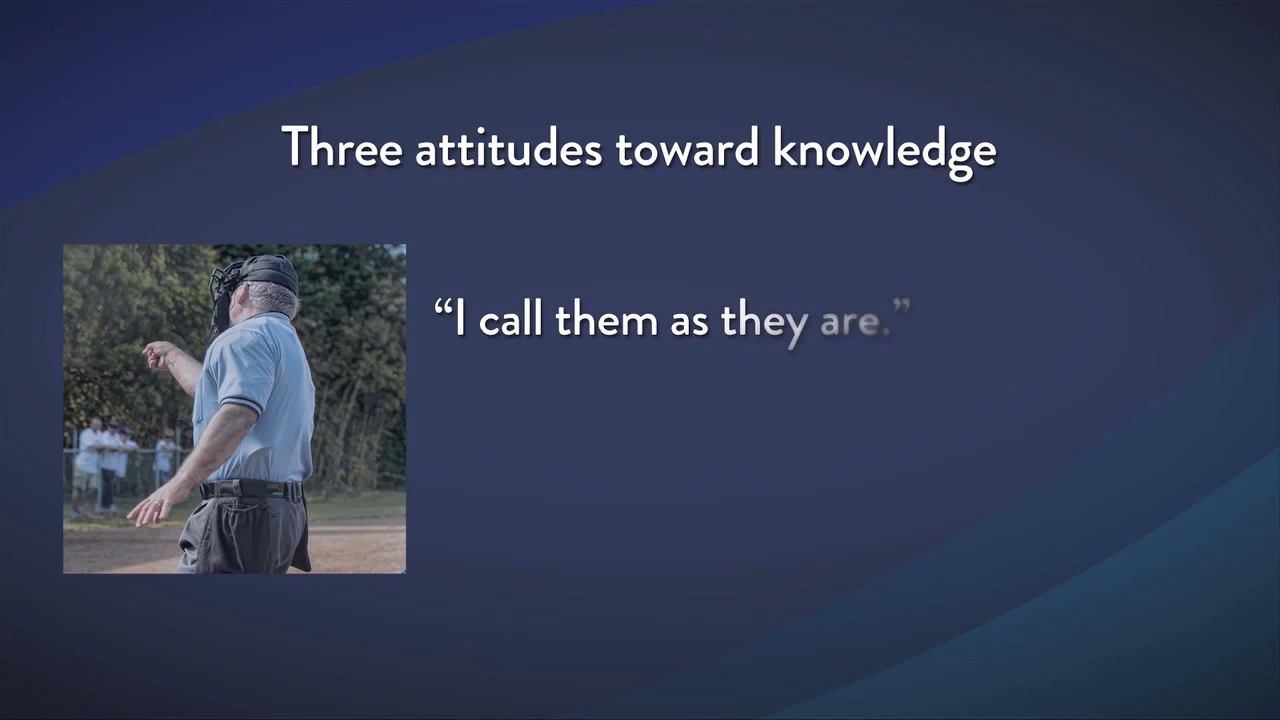 Three attitudes toward knowledge
“I call them as they are.”